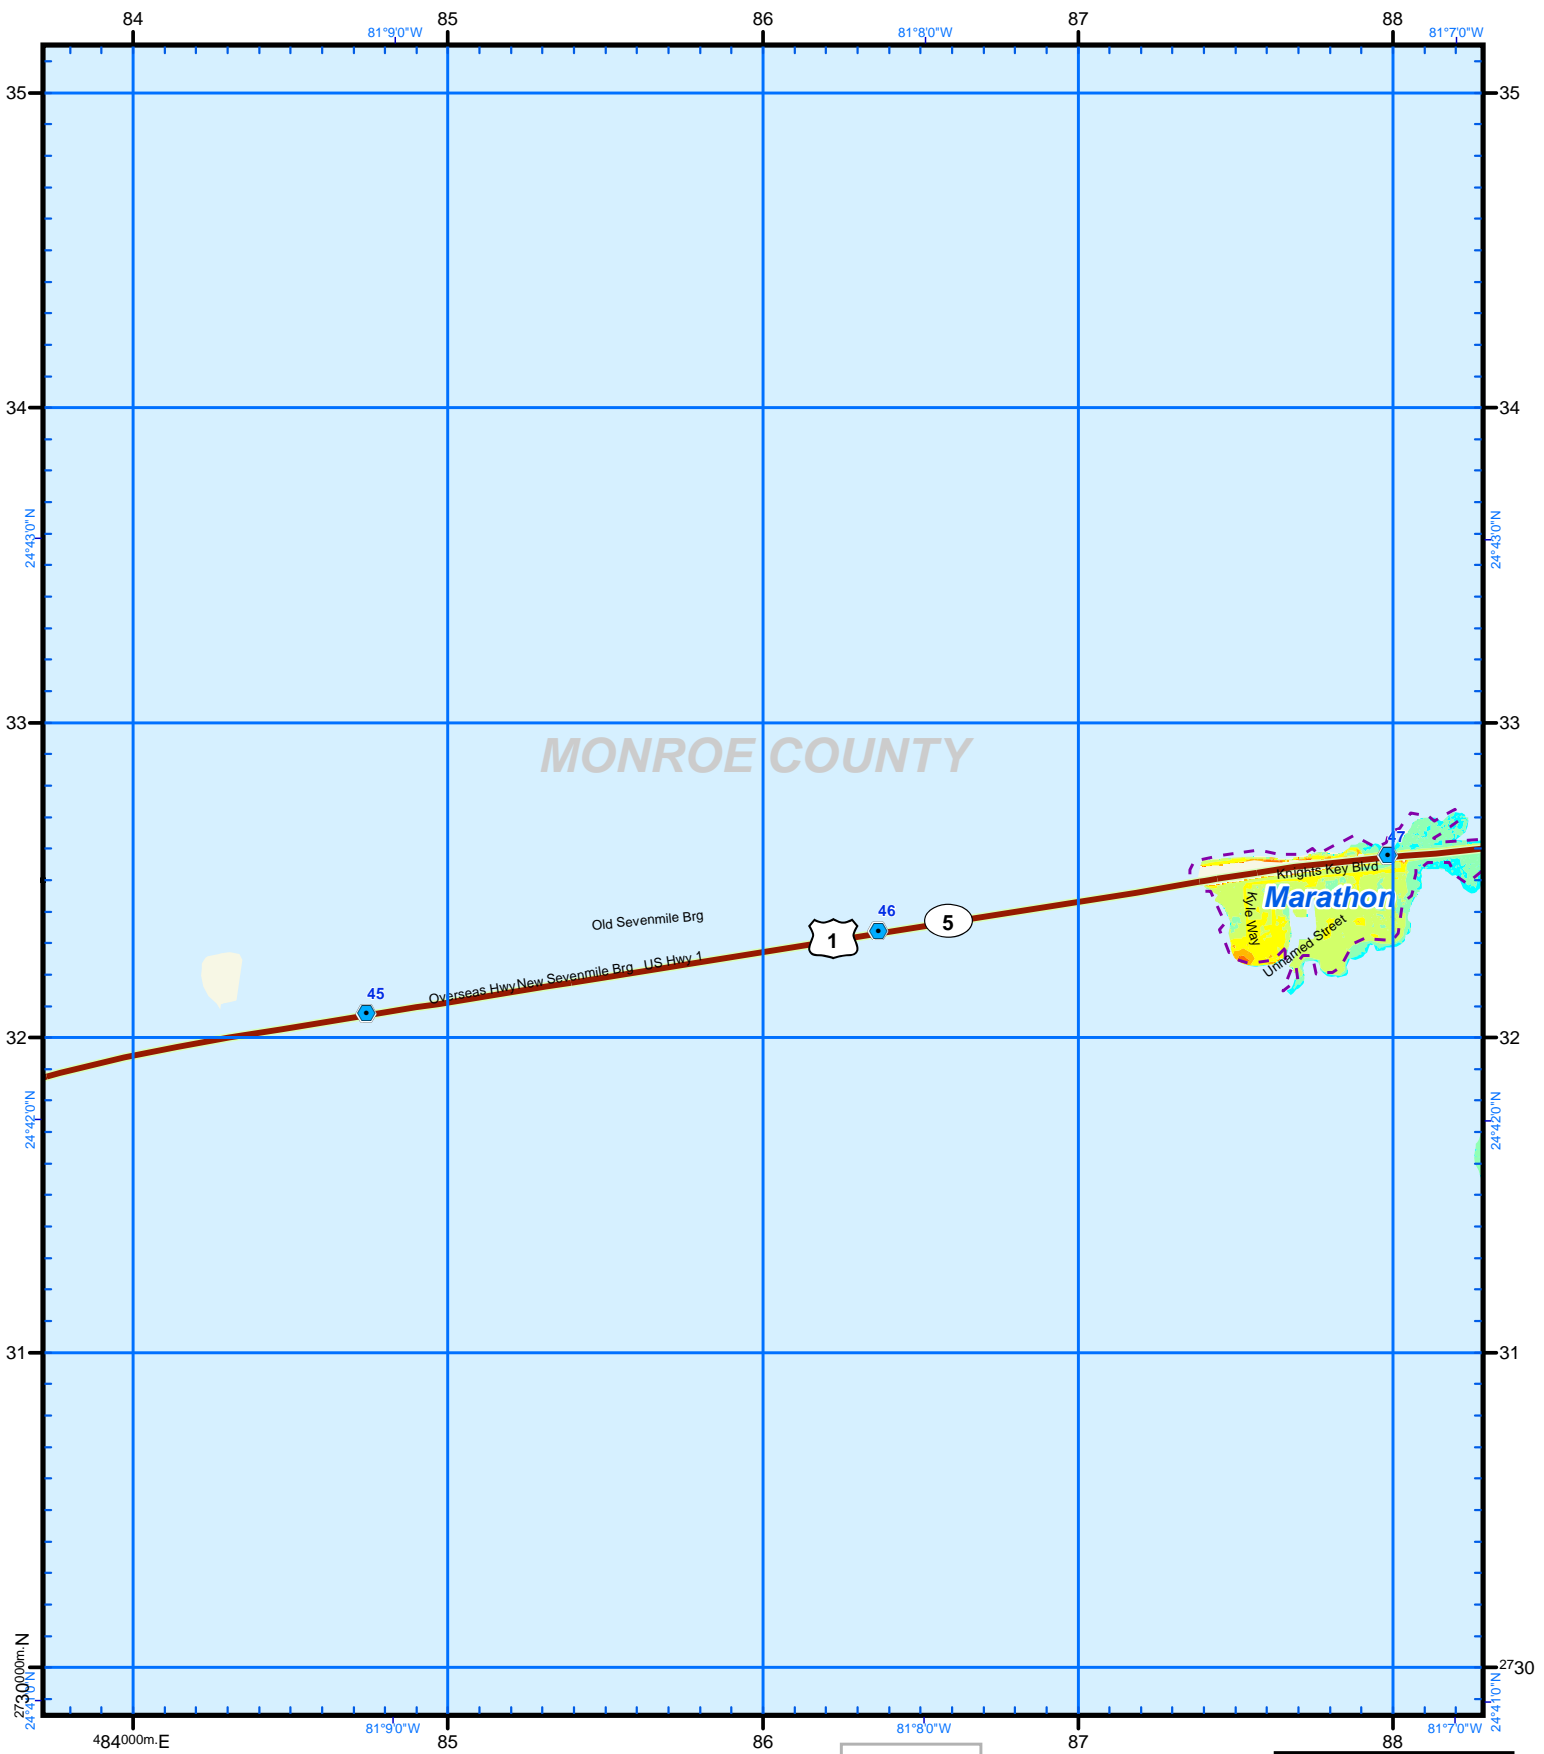 84 85 86 87 88
81°9'0"W 81°8'0"W 81°7'0"W
35 35
34 34
24°43'0"N 24°43'0"N
33 33
MONROE COUNTY
47
Knights Key Blvd
Marathon
Kyle Way
Unnamed Street
46
5
1
Old Sevenmile Brg
US Hwy 1
New Sevenmile Brg
Overseas Hwy
45
32 32
24°42'0"N 24°42'0"N
31 31
2730000m.N 2730
24°41'0"N 24°41'0"N
81°9'0"W 81°8'0"W 81°7'0"W
484000m.E 85 86 87 88